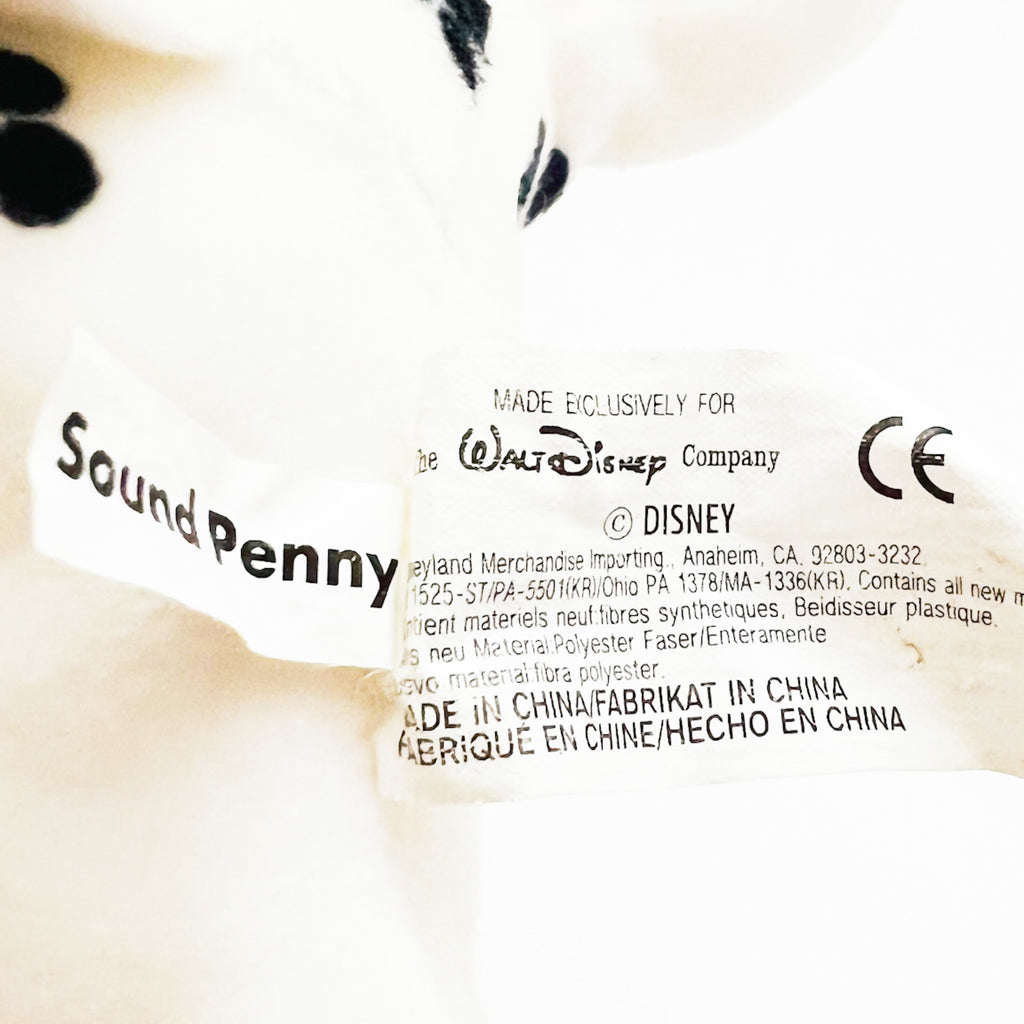 Sound Penny
MADE EXCLUSIVELY FOR
he WALT DISNEY Company
CE
© DISNEY
eyland Merchandise Importing., Anaheim, CA. 92803-3232.
1525-ST/PA-5501(KR)/Ohio PA 1378/MA-1336(KR). Contains all new m
tient materiels neuf:fibres synthetiques, Beidisseur plastique.
s neu Material:Polyester Faser/Enteramente
evo material:fibra polyester.
ADE IN CHINA/FABRIKAT IN CHINA
FABRIQUÉ EN CHINE/HECHO EN CHINA